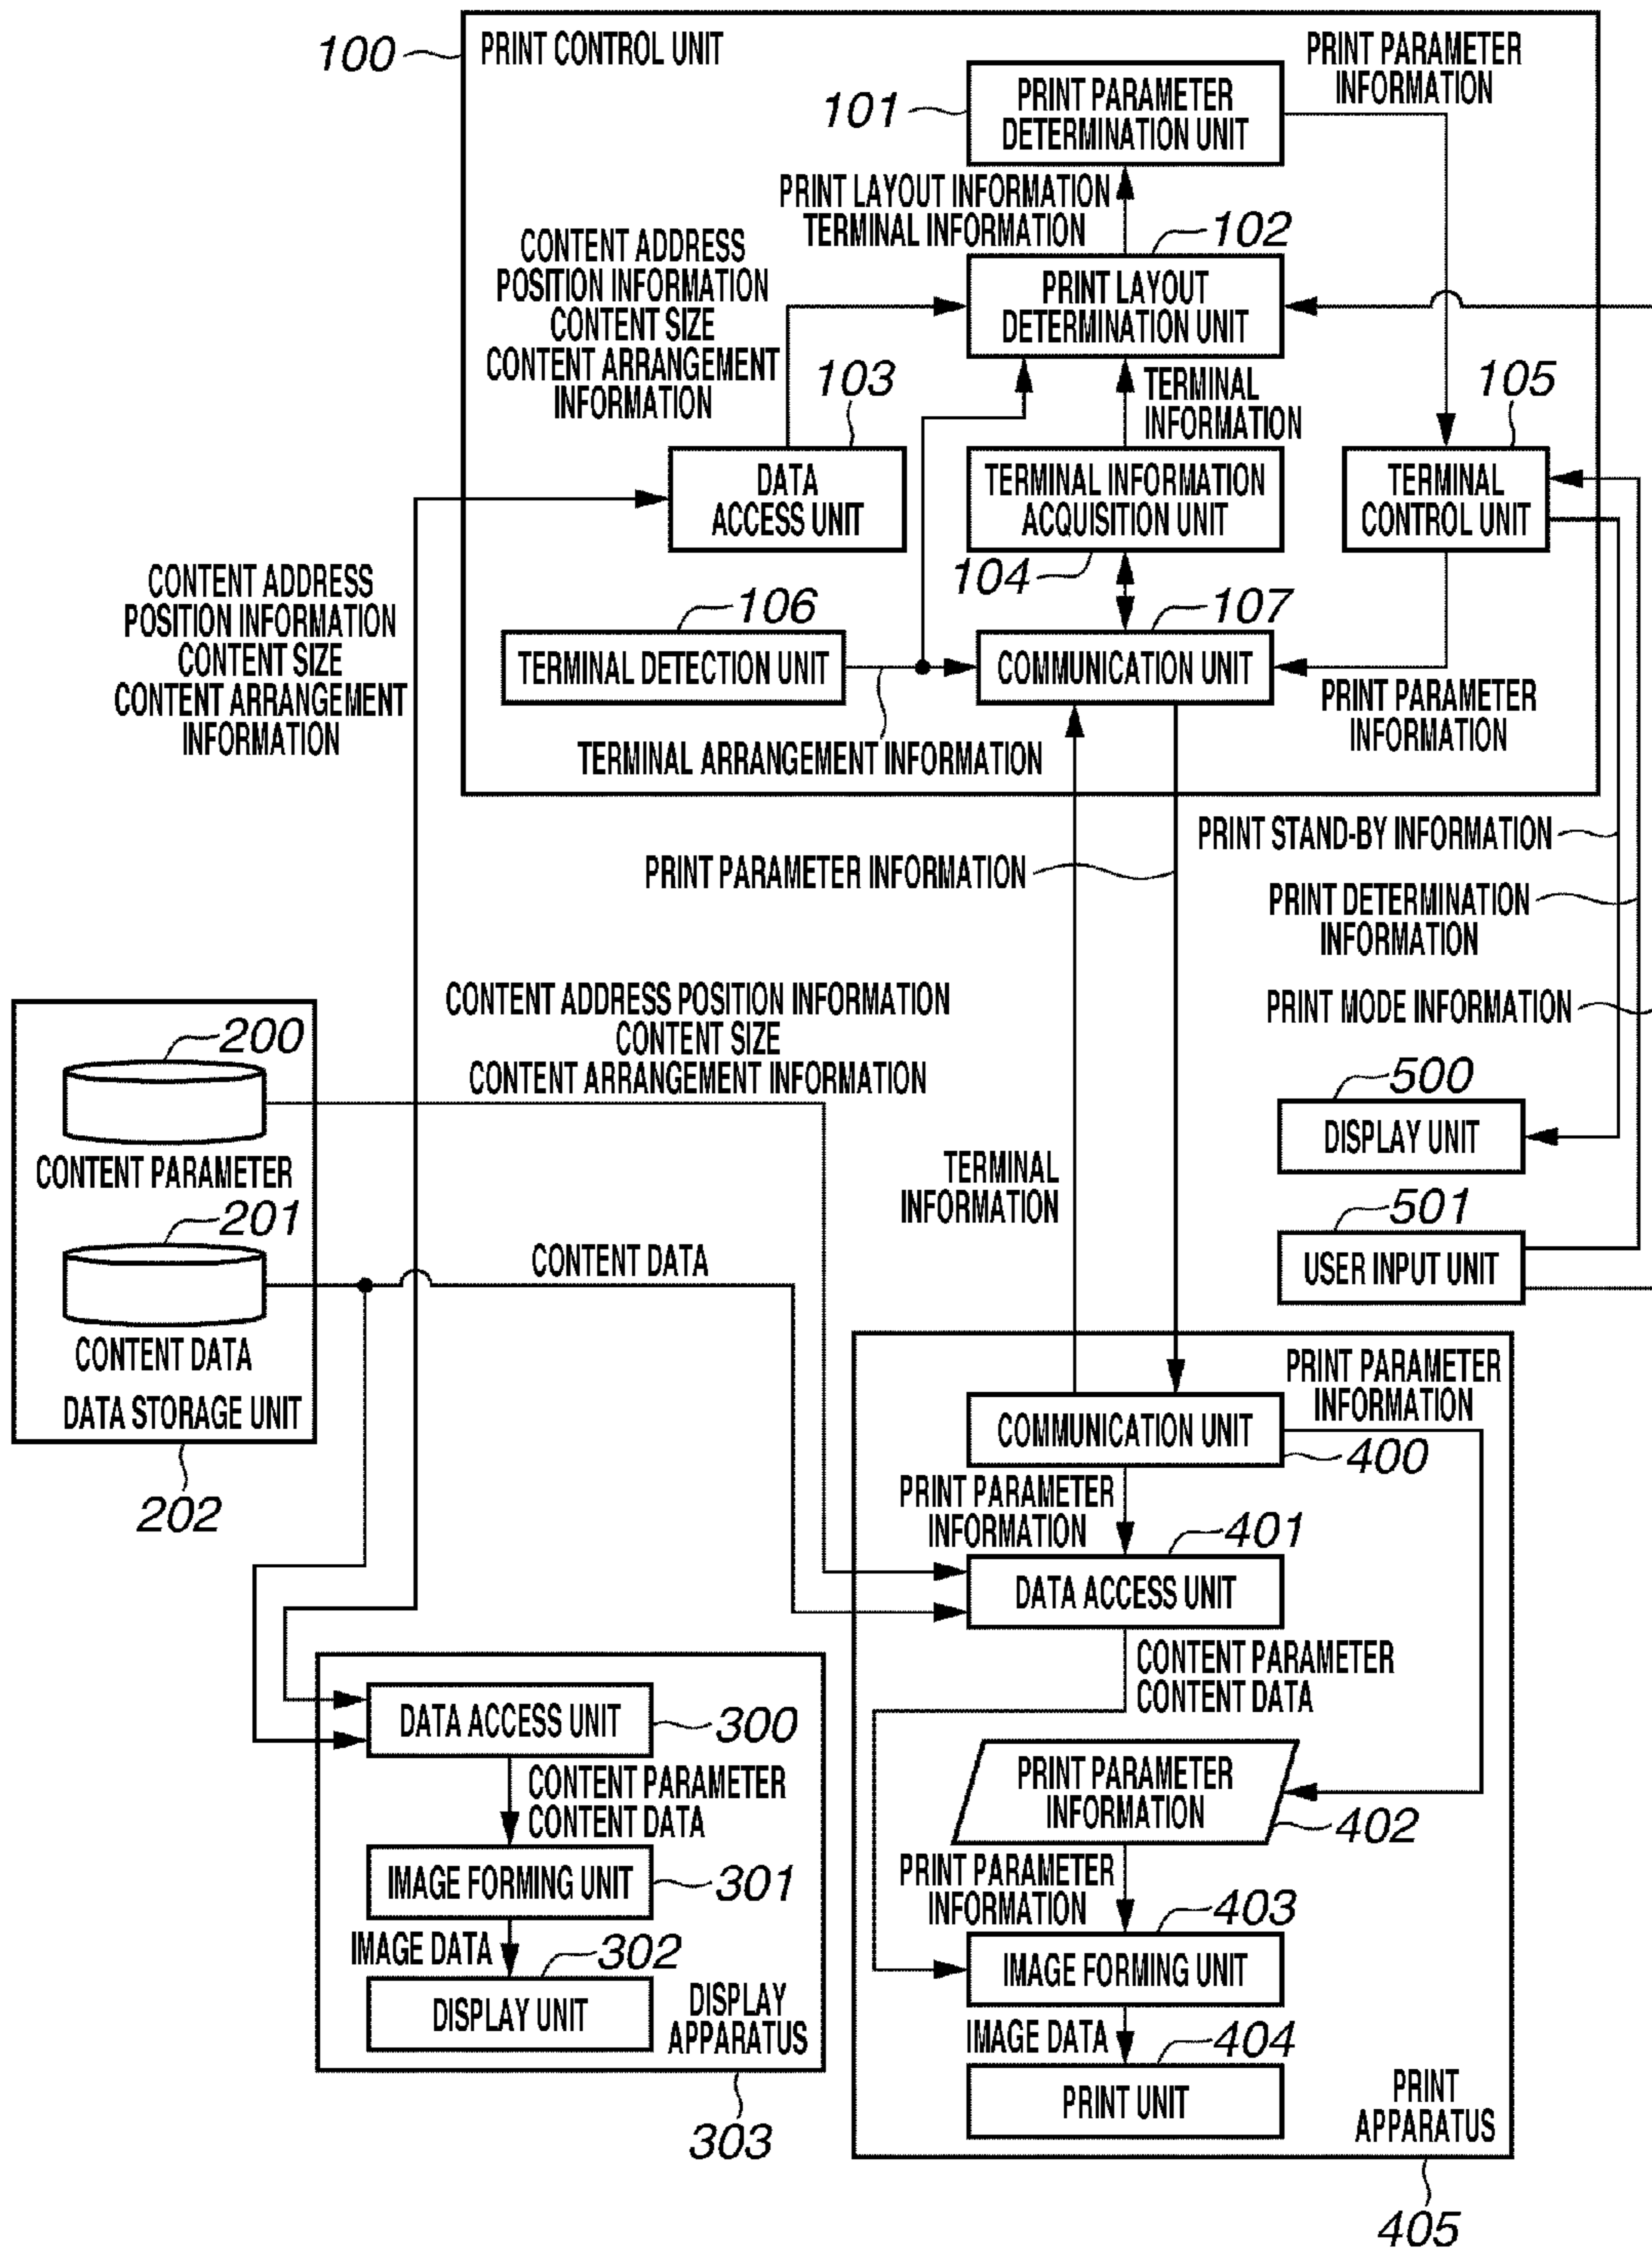 100
PRINT CONTROL UNIT
PRINT PARAMETER
INFORMATION
101
PRINT PARAMETER
DETERMINATION UNIT
PRINT LAYOUT INFORMATION
TERMINAL INFORMATION
102
CONTENT ADDRESS
POSITION INFORMATION
CONTENT SIZE
CONTENT ARRANGEMENT
INFORMATION
PRINT LAYOUT
DETERMINATION UNIT
103
TERMINAL
INFORMATION
105
DATA
ACCESS UNIT
TERMINAL INFORMATION
ACQUISITION UNIT
104
TERMINAL
CONTROL UNIT
CONTENT ADDRESS
POSITION INFORMATION
CONTENT SIZE
CONTENT ARRANGEMENT
INFORMATION
106
TERMINAL DETECTION UNIT
107
COMMUNICATION UNIT
PRINT PARAMETER
INFORMATION
TERMINAL ARRANGEMENT INFORMATION
PRINT STAND-BY INFORMATION
PRINT PARAMETER INFORMATION
PRINT DETERMINATION
INFORMATION
PRINT MODE INFORMATION
CONTENT ADDRESS POSITION INFORMATION
CONTENT SIZE
CONTENT ARRANGEMENT INFORMATION
200
CONTENT PARAMETER
201
CONTENT DATA
DATA STORAGE UNIT
202
500
DISPLAY UNIT
TERMINAL
INFORMATION
501
USER INPUT UNIT
CONTENT DATA
PRINT PARAMETER
INFORMATION
COMMUNICATION UNIT
400
PRINT PARAMETER
INFORMATION
401
DATA ACCESS UNIT
CONTENT PARAMETER
CONTENT DATA
DATA ACCESS UNIT
300
CONTENT PARAMETER
CONTENT DATA
IMAGE FORMING UNIT
301
IMAGE DATA
302
DISPLAY UNIT
DISPLAY
APPARATUS
303
PRINT PARAMETER
INFORMATION
402
PRINT PARAMETER
INFORMATION
403
IMAGE FORMING UNIT
IMAGE DATA
404
PRINT UNIT
PRINT
APPARATUS
405